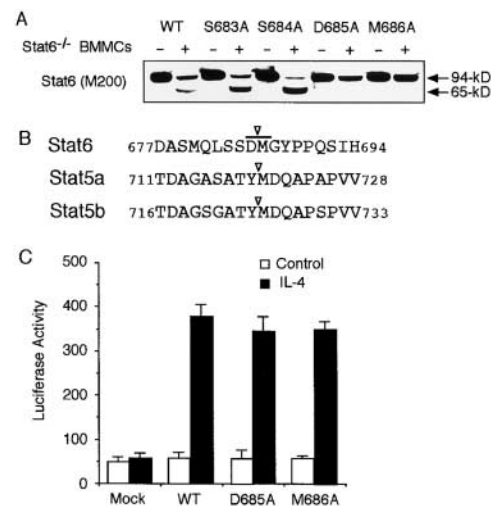 A
WT S683A S684A D685A M686A
Stat6-/- BMMCs - + - + - + - + - +
Stat6 (M200)
94-kD
65-kD
B
Stat6 677DASMQLSSDMGYPPQSIH694
Stat5a 711TDAGASATYMDQAPAPVV728
Stat5b 716TDAGSGATYMDQAPSPVV733
C
Luciferase Activity
500
400
300
200
100
0
Control
IL-4
Mock WT D685A M686A